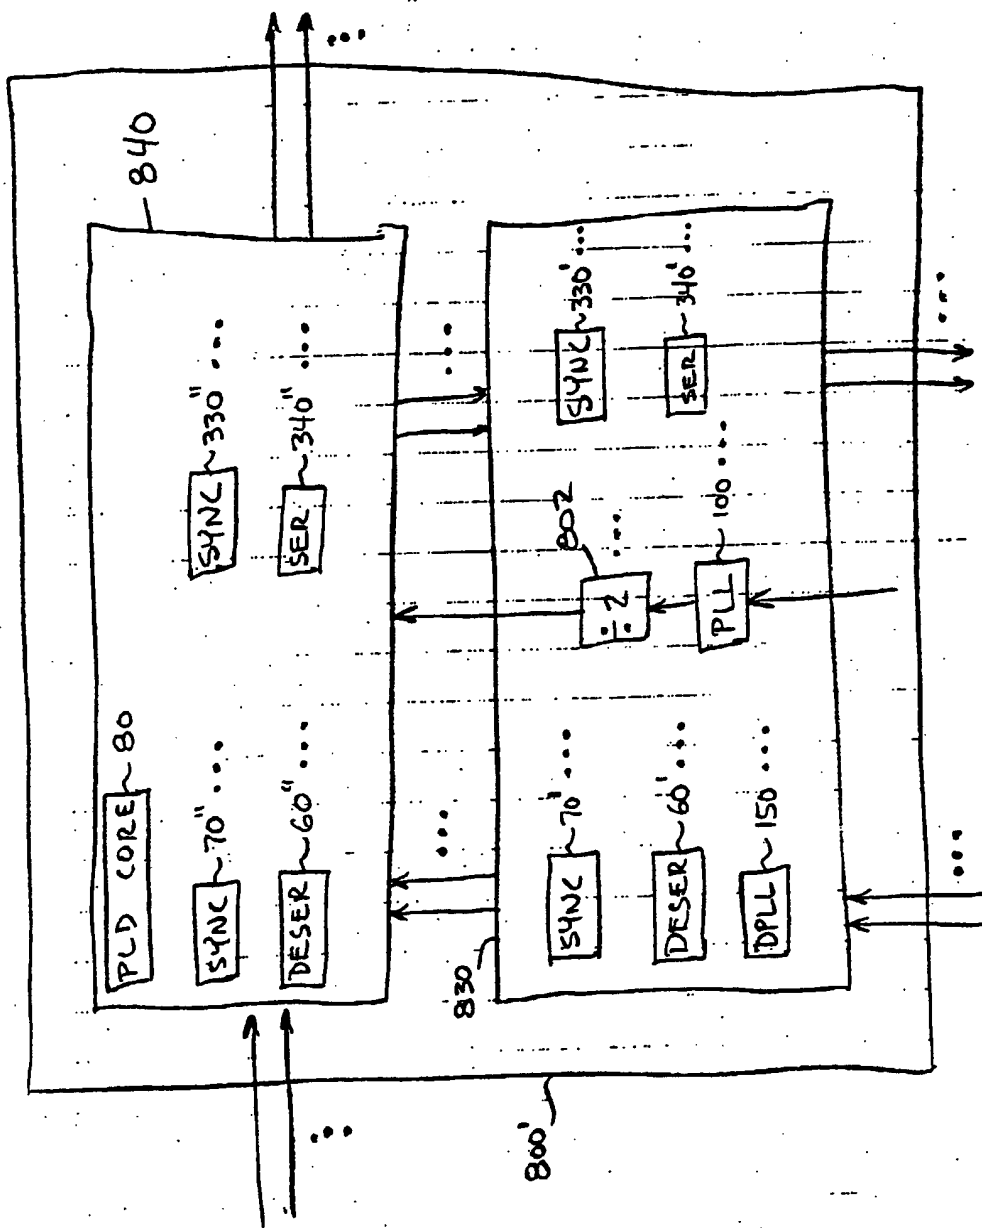 840
PLD CORE 80
SYNC 70" ...
DESER 60" ...
SYNC 330" ...
SER 340" ...
...
...
...
...
830
SYNC 70' ...
DESER 60' ...
DPLL 150 ...
802
÷2 ...
PLL 100 ...
SYNC 330' ...
SER 340' ...
...
...
800'